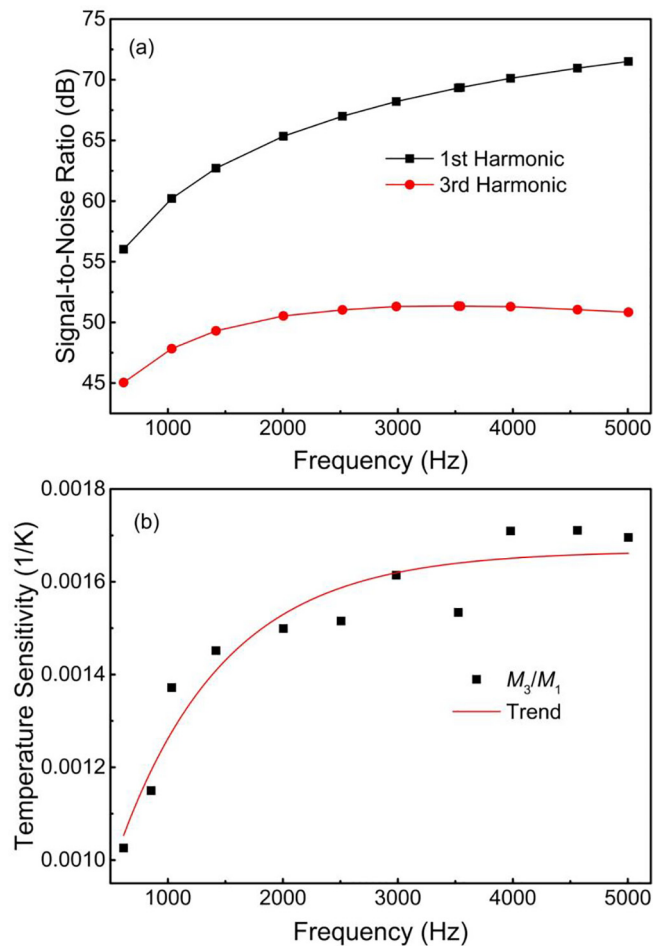 (a)
Signal-to-Noise Ratio (dB)
75
70
65
60
55
50
45
1st Harmonic
3rd Harmonic
1000 2000 3000 4000 5000
Frequency (Hz)
(b)
Temperature Sensitivity (1/K)
0.0018
0.0016
0.0014
0.0012
0.0010
M3/M1
Trend
1000 2000 3000 4000 5000
Frequency (Hz)